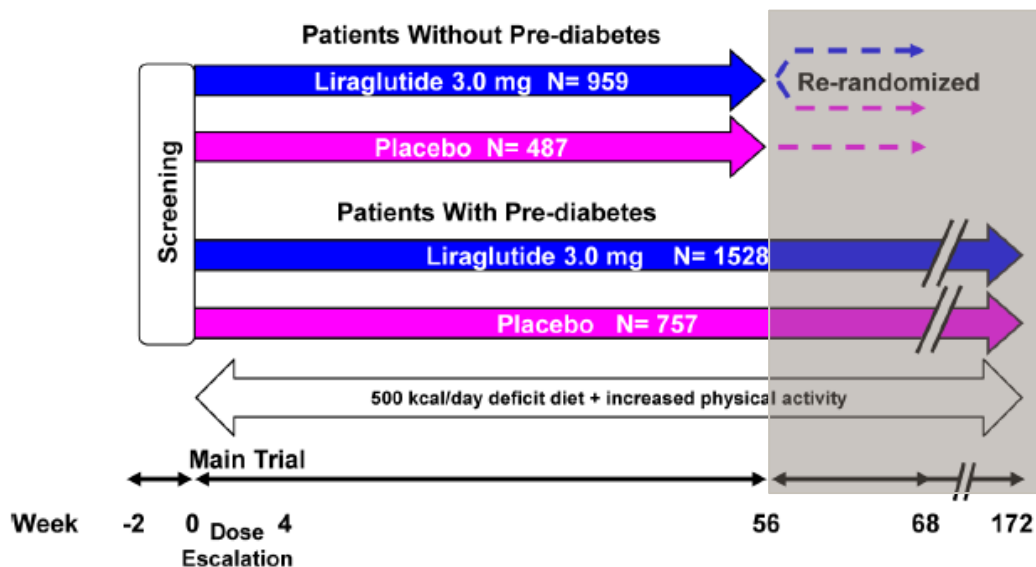 Patients Without Pre-diabetes
Liraglutide 3.0 mg N= 959
Re-randomized
Placebo N= 487
Screening
Patients With Pre-diabetes
Liraglutide 3.0 mg N= 1528
Placebo N= 757
500 kcal/day deficit diet + increased physical activity
Main Trial
Week -2 0 Dose 4 56 68 172
Escalation